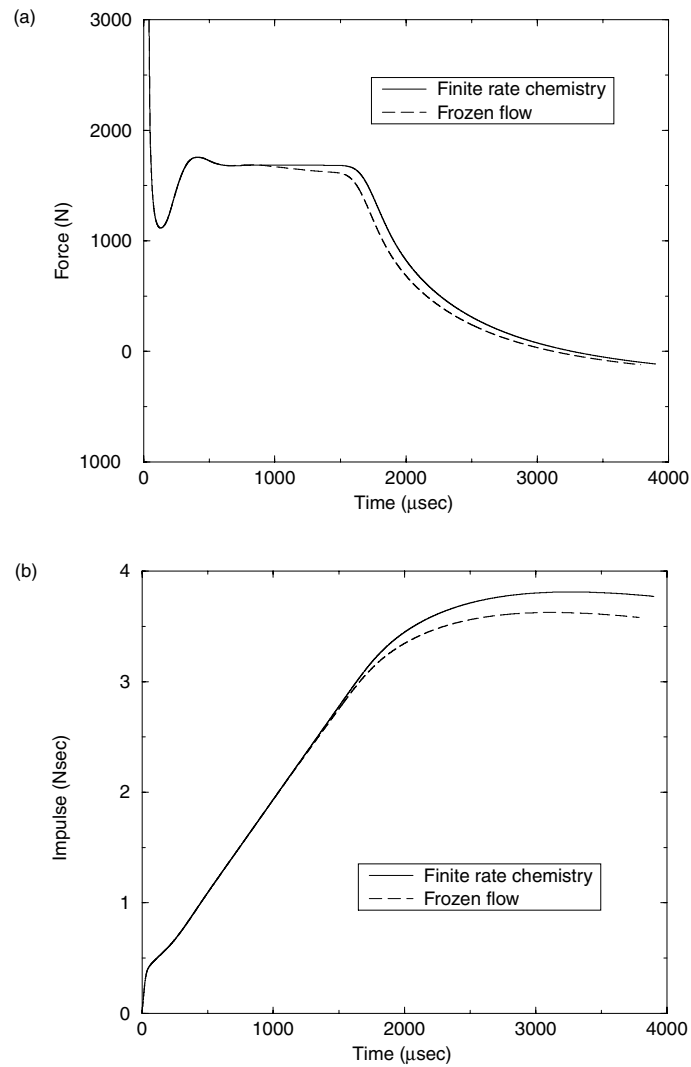 (a)
3000
2000
1000
0
1000
Force (N)
Finite rate chemistry
Frozen flow
0
1000
2000
3000
4000
Time (μsec)
(b)
4
3
2
1
0
Impulse (Nsec)
Finite rate chemistry
Frozen flow
0
1000
2000
3000
4000
Time (μsec)